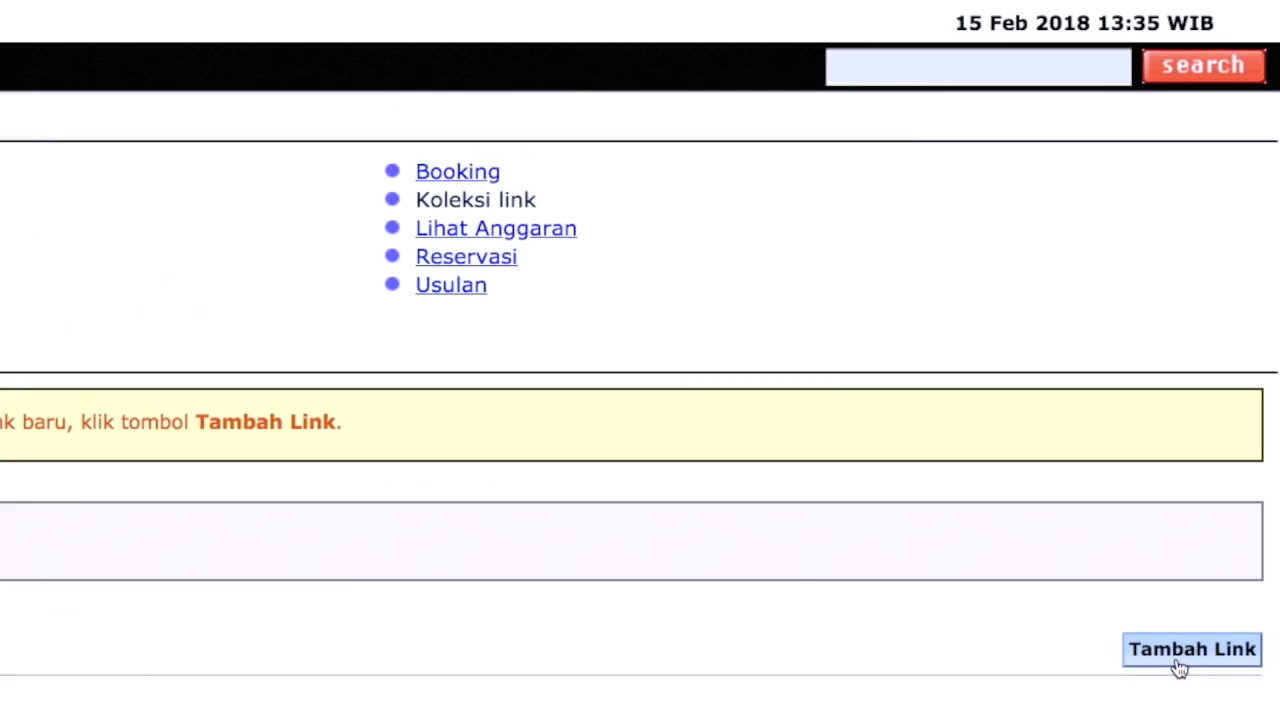 15 Feb 2018 13:35 WIB
search
Booking
Koleksi link
Lihat Anggaran
Reservasi
Usulan
baru, klik tombol Tambah Link.
Tambah Link